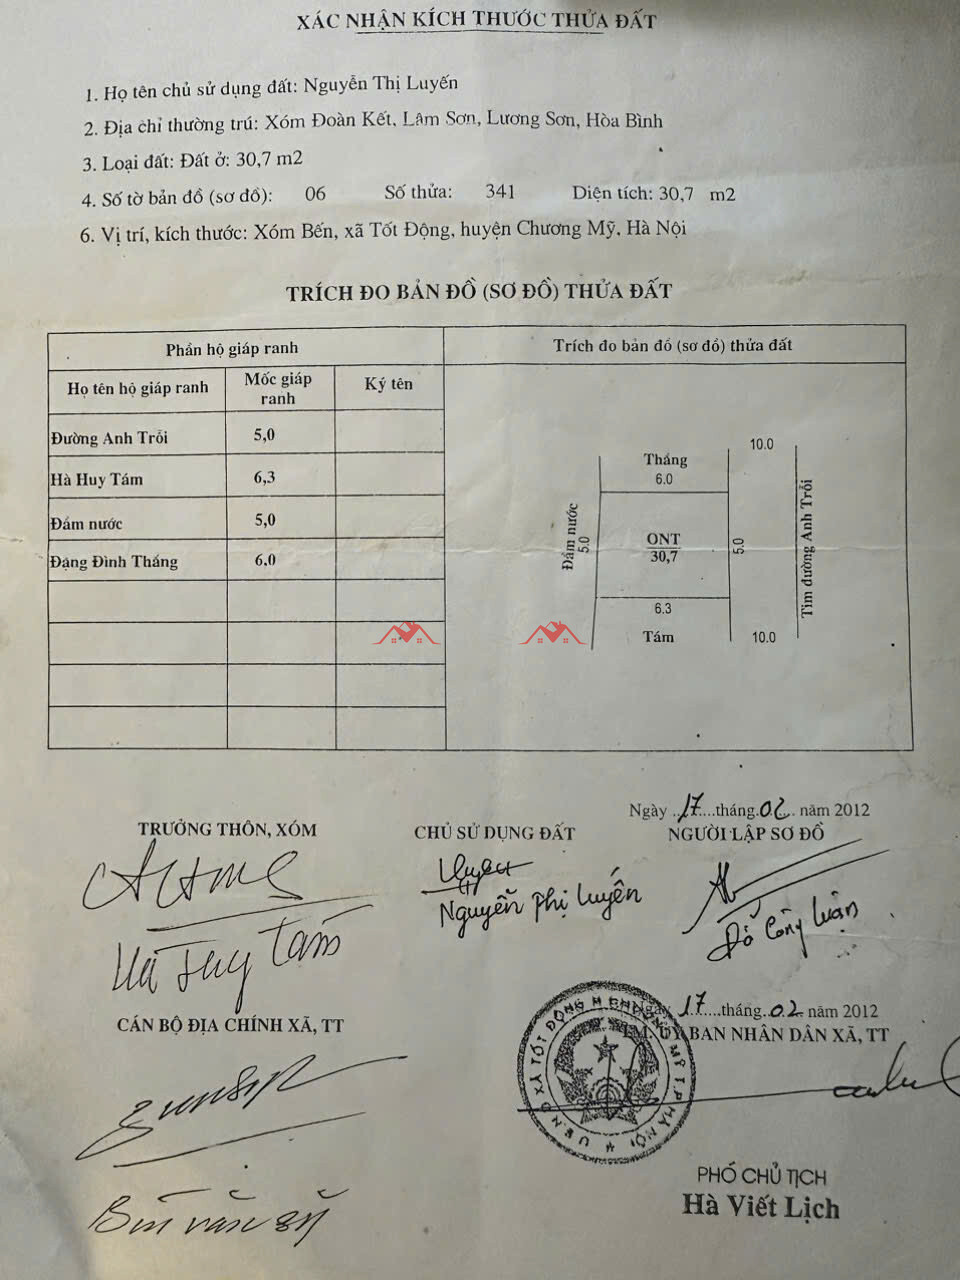 XÁC NHẬN KÍCH THƯỚC THỬA ĐẤT
1. Họ tên chủ sử dụng đất: Nguyễn Thị Luyến
2. Địa chỉ thường trú: Xóm Đoàn Kết, Lâm Sơn, Lương Sơn, Hòa Bình
3. Loại đất: Đất ở: 30,7 m2
4. Số tờ bản đồ (sơ đồ): 06 Số thửa: 341 Diện tích: 30,7 m2
6. Vị trí, kích thước: Xóm Bến, xã Tốt Động, huyện Chương Mỹ, Hà Nội
TRÍCH ĐO BẢN ĐỒ (SƠ ĐỒ) THỬA ĐẤT
Phần hộ giáp ranh
Trích đo bản đồ (sơ đồ) thửa đất
Họ tên hộ giáp ranh
Mốc giáp
ranh
Ký tên
Đường Anh Trỗi 5,0
Hà Huy Tám 6,3
Đầm nước 5,0
Đặng Đình Thắng 6.0
10.0
Thắng
6.0
Đầm nước
5.0
ONT
30,7
5.0
Tim đường Anh Trỗi
6.3
Tám
10.0
Ngày 17 tháng 02 năm 2012
TRƯỞNG THÔN, XÓM
CHỦ SỬ DỤNG ĐẤT
NGƯỜI LẬP SƠ ĐỒ
Nguyễn Thị Luyến
Đỗ Công Luận
Hà Huy Tám
CÁN BỘ ĐỊA CHÍNH XÃ, TT
Ngày 17 tháng 02 năm 2012
TM. ỦY BAN NHÂN DÂN XÃ, TT
U.B.N.D XÃ TỐT ĐỘNG H. CHƯƠNG MỸ T.P HÀ NỘI
PHÓ CHỦ TỊCH
Hà Viết Lịch